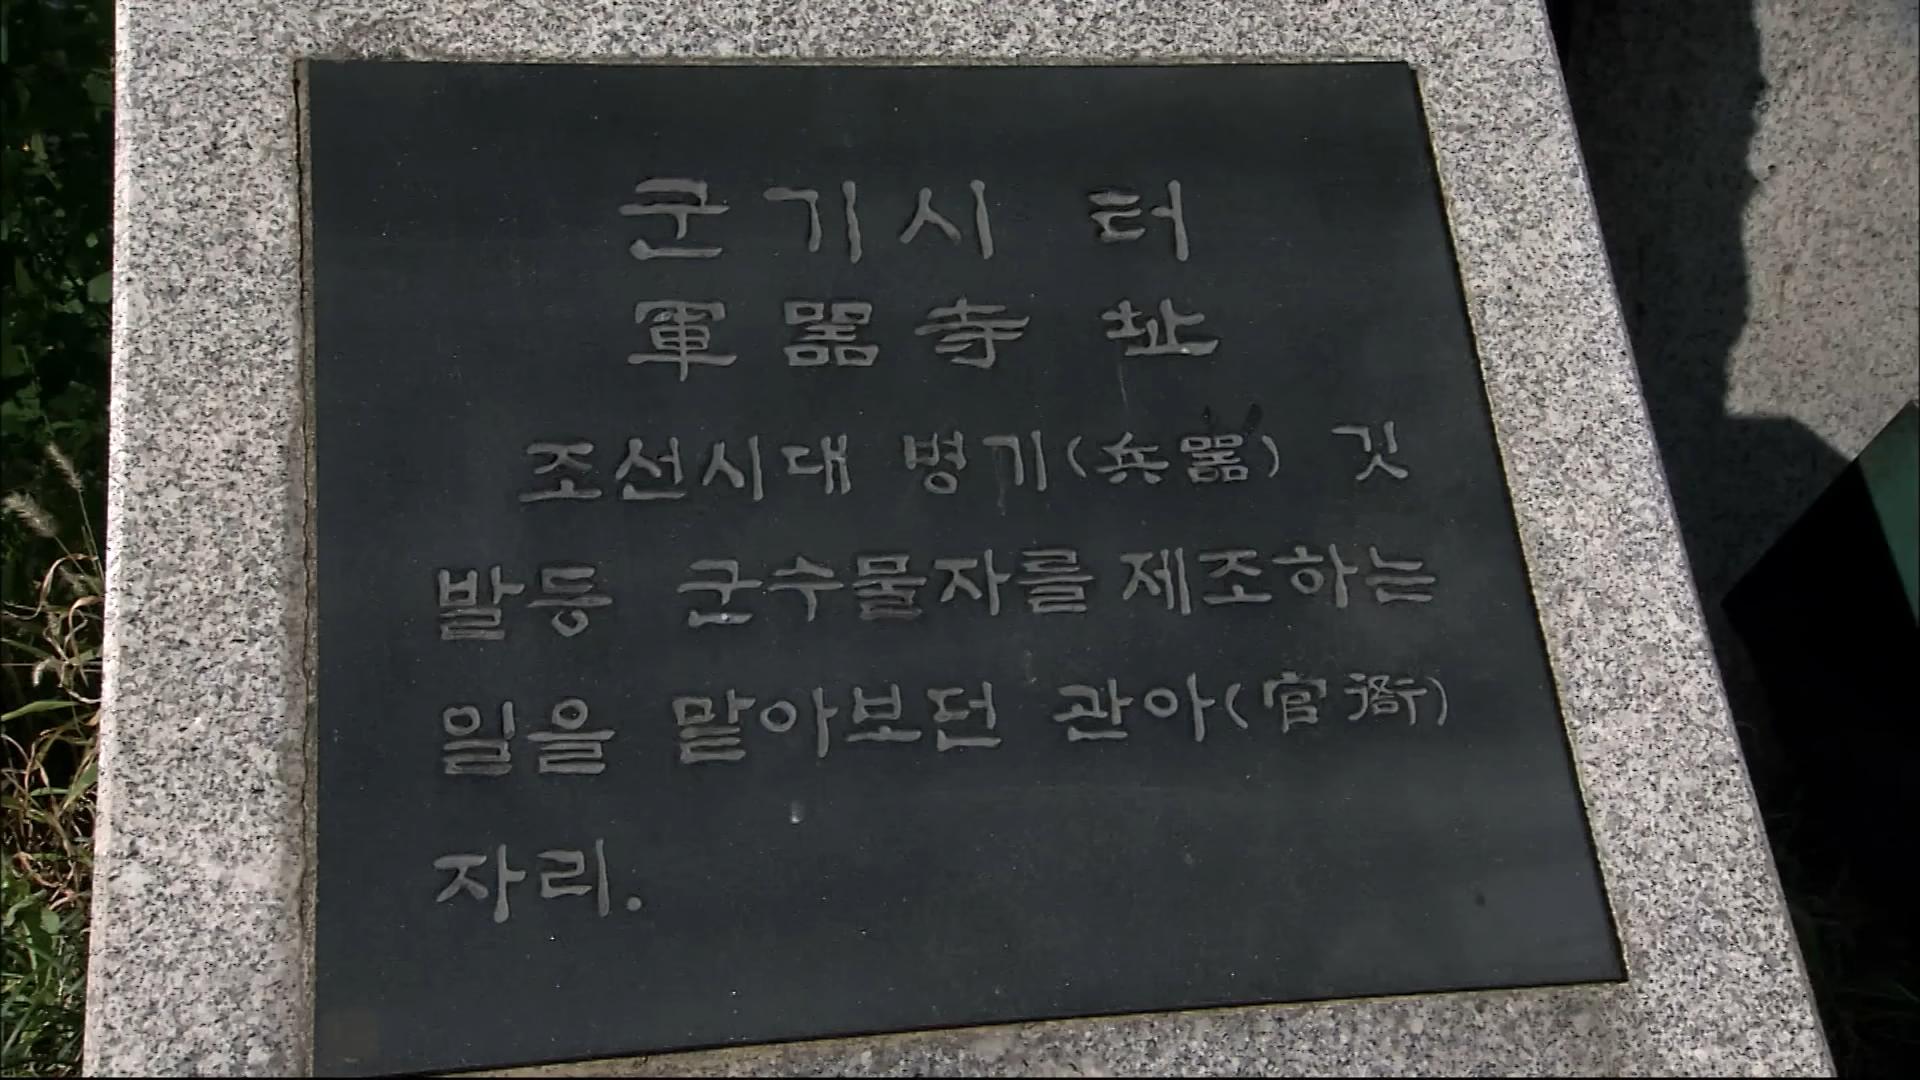 군기시 터
軍器寺 址
조선시대 병기(兵器) 깃
발등 군수물자를 제조하는
일을 맡아보던 관아(官衙)
자리.